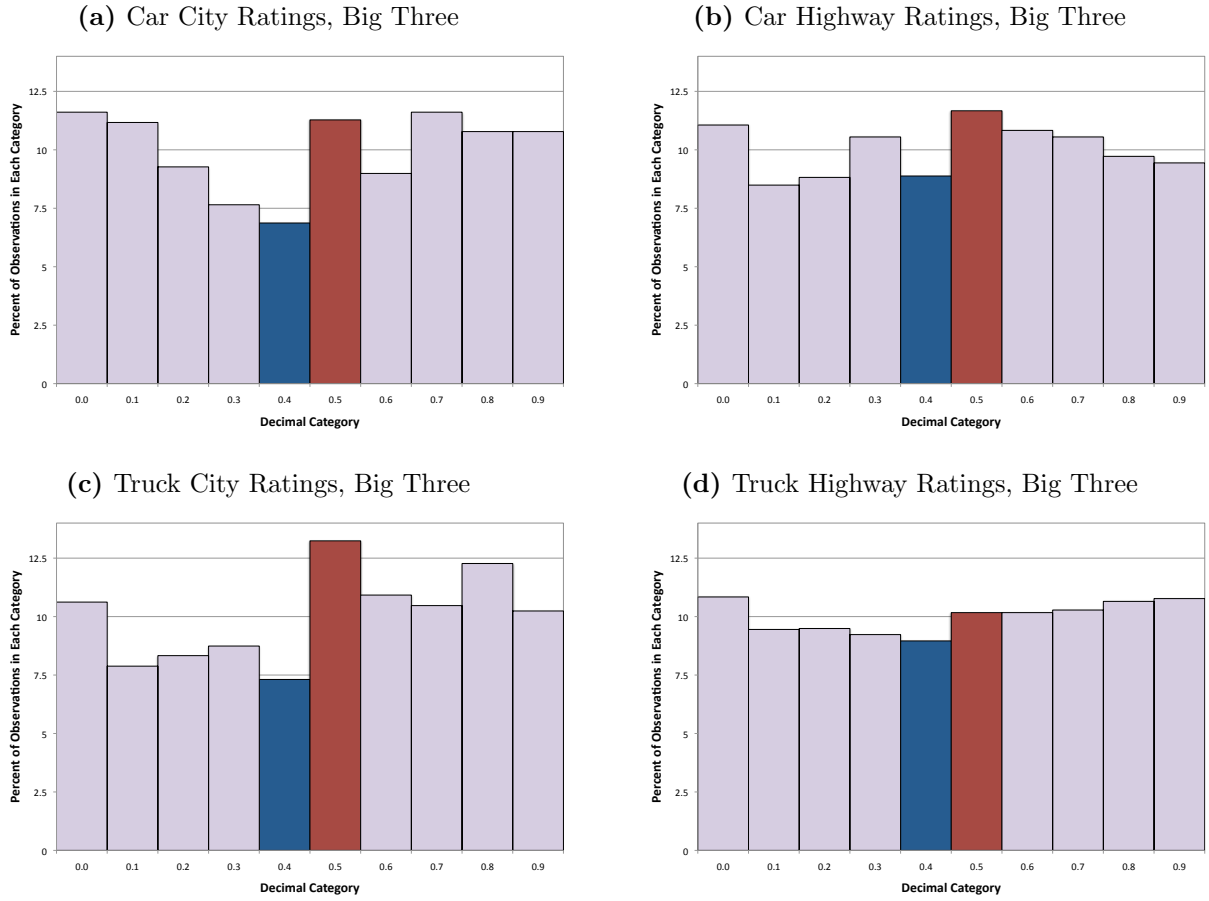 (a) Car City Ratings, Big Three
Percent of Observations in Each Category
12.5
10
7.5
5
2.5
0
0.0 0.1 0.2 0.3 0.4 0.5 0.6 0.7 0.8 0.9
Decimal Category
(b) Car Highway Ratings, Big Three
Percent of Observations in Each Category
12.5
10
7.5
5
2.5
0
0.0 0.1 0.2 0.3 0.4 0.5 0.6 0.7 0.8 0.9
Decimal Category
(c) Truck City Ratings, Big Three
Percent of Observations in Each Category
12.5
10
7.5
5
2.5
0
0.0 0.1 0.2 0.3 0.4 0.5 0.6 0.7 0.8 0.9
Decimal Category
(d) Truck Highway Ratings, Big Three
Percent of Observations in Each Category
12.5
10
7.5
5
2.5
0
0.0 0.1 0.2 0.3 0.4 0.5 0.6 0.7 0.8 0.9
Decimal Category